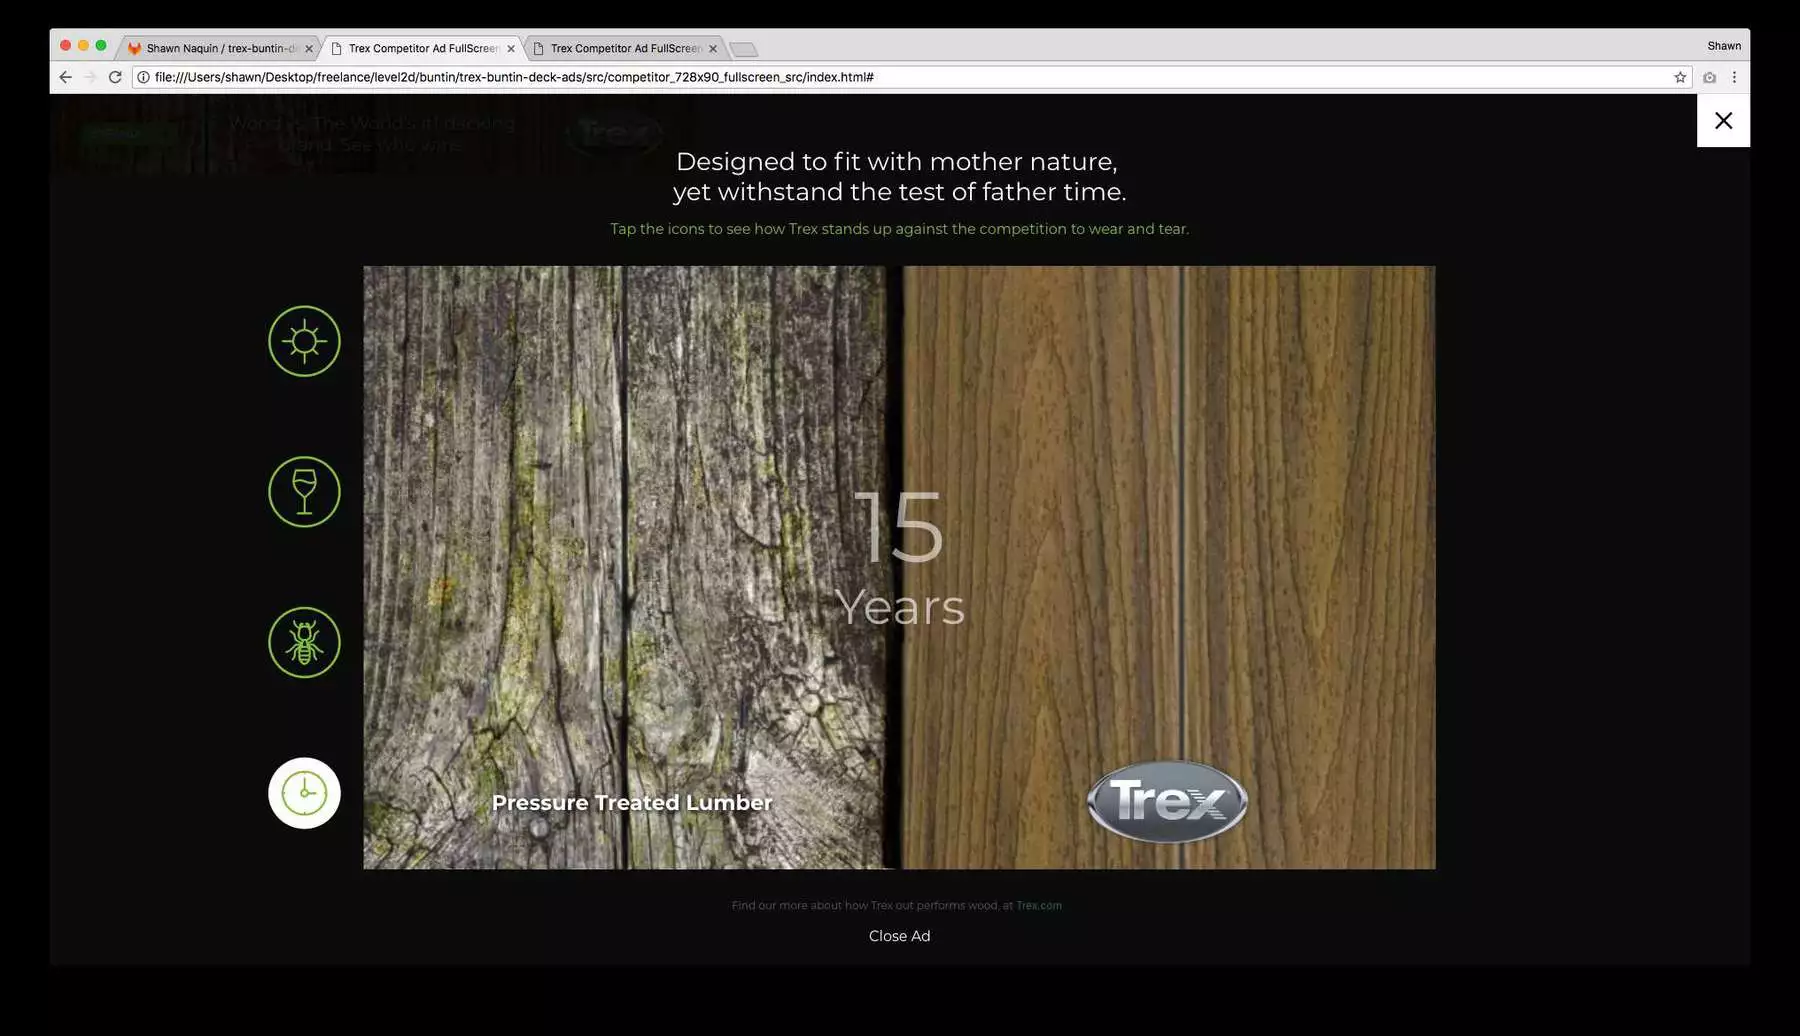 Shawn Naquin / trex-buntin-de
Trex Competitor Ad FullScreen
Trex Competitor Ad FullScreen
Shawn
file:///Users/shawn/Desktop/freelance/level2d/buntin/trex-buntin-deck-ads/src/competitor_728x90_fullscreen_src/index.html#
Trex
Designed to fit with mother nature,
yet withstand the test of father time.
Tap the icons to see how Trex stands up against the competition to wear and tear.
15
Years
Pressure Treated Lumber
Trex
Find our more about how Trex out performs wood, at Trex.com
Close Ad